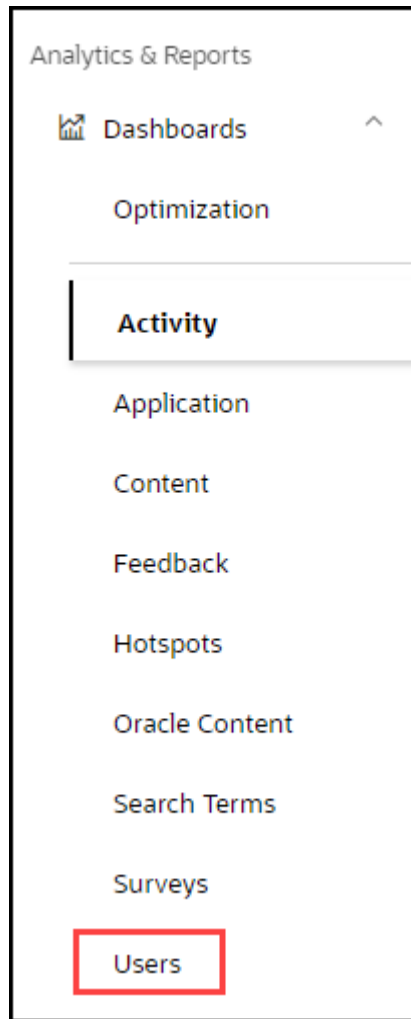 Analytics & Reports
Dashboards
Optimization
Activity
Application
Content
Feedback
Hotspots
Oracle Content
Search Terms
Surveys
Users